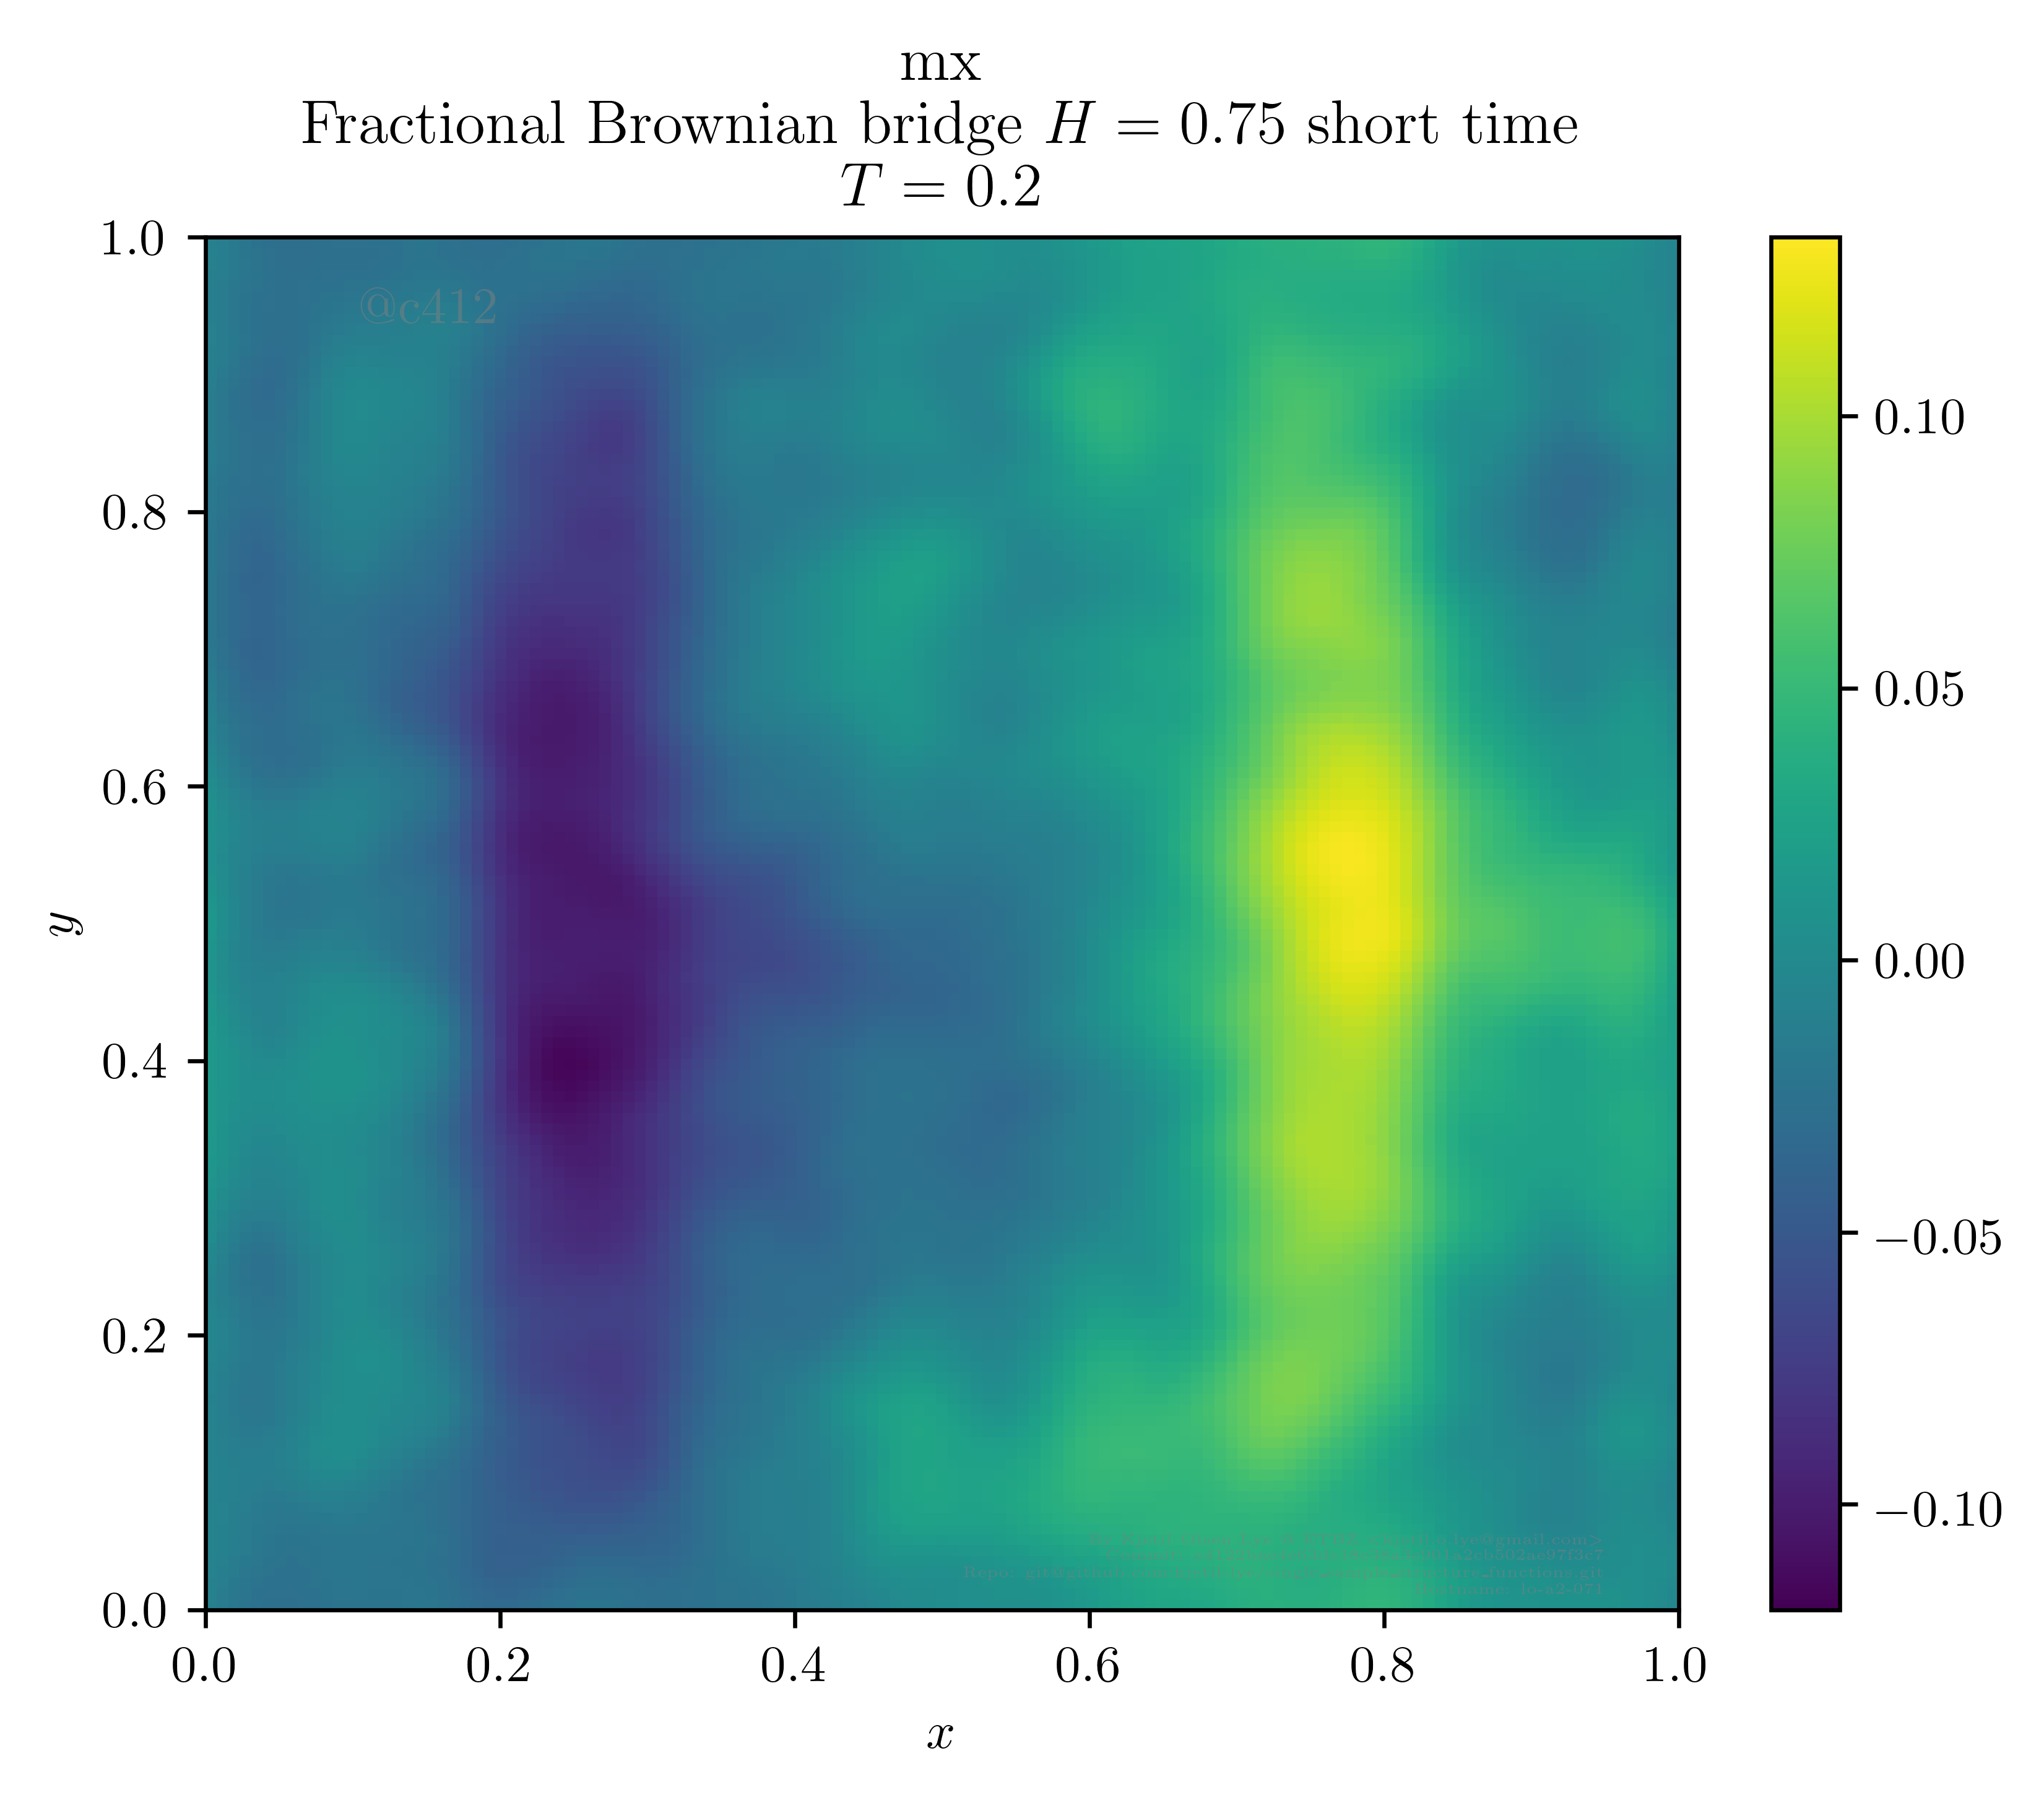 mx
Fractional Brownian bridge H = 0.75 short time
T = 0.2
@c412
1.0
0.8
0.6
0.4
0.2
0.0
y
0.0 0.2 0.4 0.6 0.8 1.0
x
0.10
0.05
0.00
−0.05
−0.10